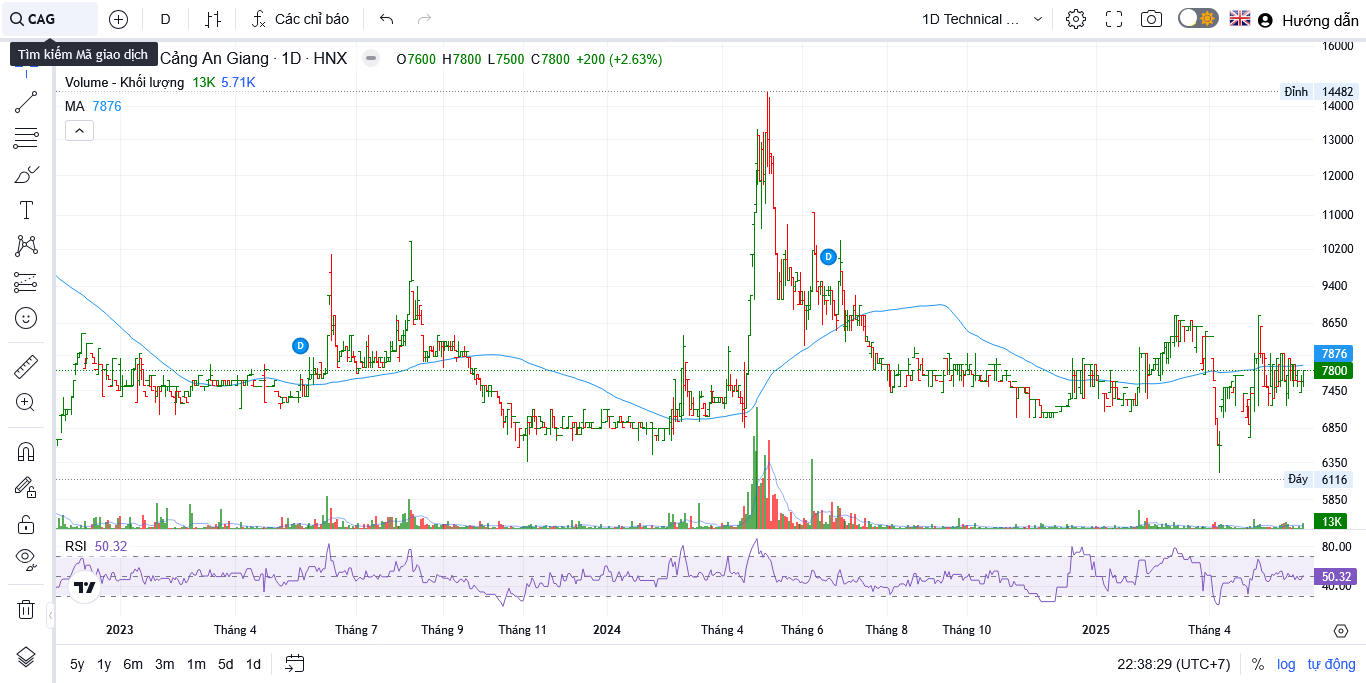 CAG
D
Các chỉ báo
1D Technical ...
Hướng dẫn
Tìm kiếm Mã giao dịch
Cảng An Giang · 1D · HNX
O7600 H7800 L7500 C7800 +200 (+2.63%)
Volume - Khối lượng 13K 5.71K
MA 7876
16000
Đỉnh 14482
14000
13000
12000
11000
10200
9400
8650
7876
7800
7450
6850
6350
Đáy 6116
5850
13K
D
D
RSI 50.32
80.00
50.32
40.00
2023
Tháng 4
Tháng 7
Tháng 9
Tháng 11
2024
Tháng 4
Tháng 6
Tháng 8
Tháng 10
2025
Tháng 4
5y 1y 6m 3m 1m 5d 1d
22:38:29 (UTC+7)
% log tự động